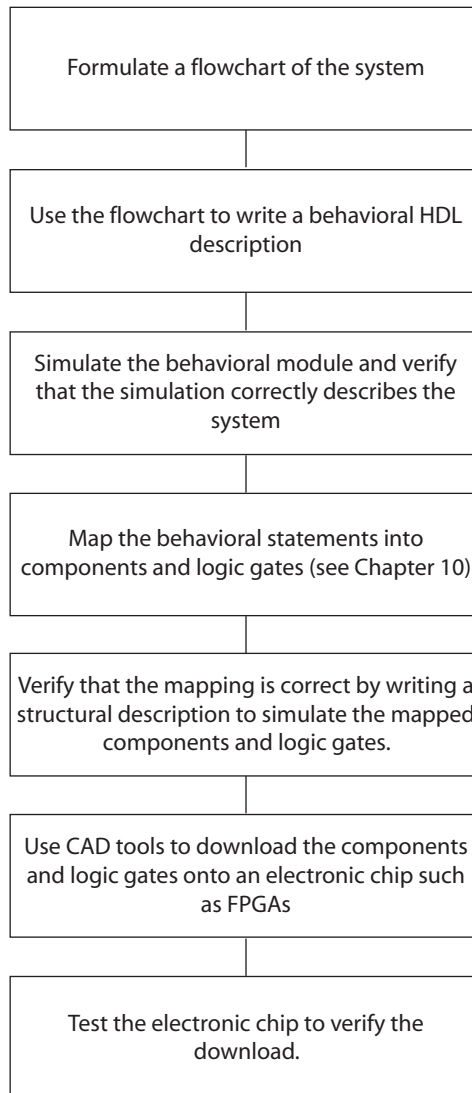 Formulate a flowchart of the system
Use the flowchart to write a behavioral HDL
description
Simulate the behavioral module and verify
that the simulation correctly describes the
system
Map the behavioral statements into
components and logic gates (see Chapter 10)
Verify that the mapping is correct by writing a
structural description to simulate the mapped
components and logic gates.
Use CAD tools to download the components
and logic gates onto an electronic chip such
as FPGAs
Test the electronic chip to verify the
download.